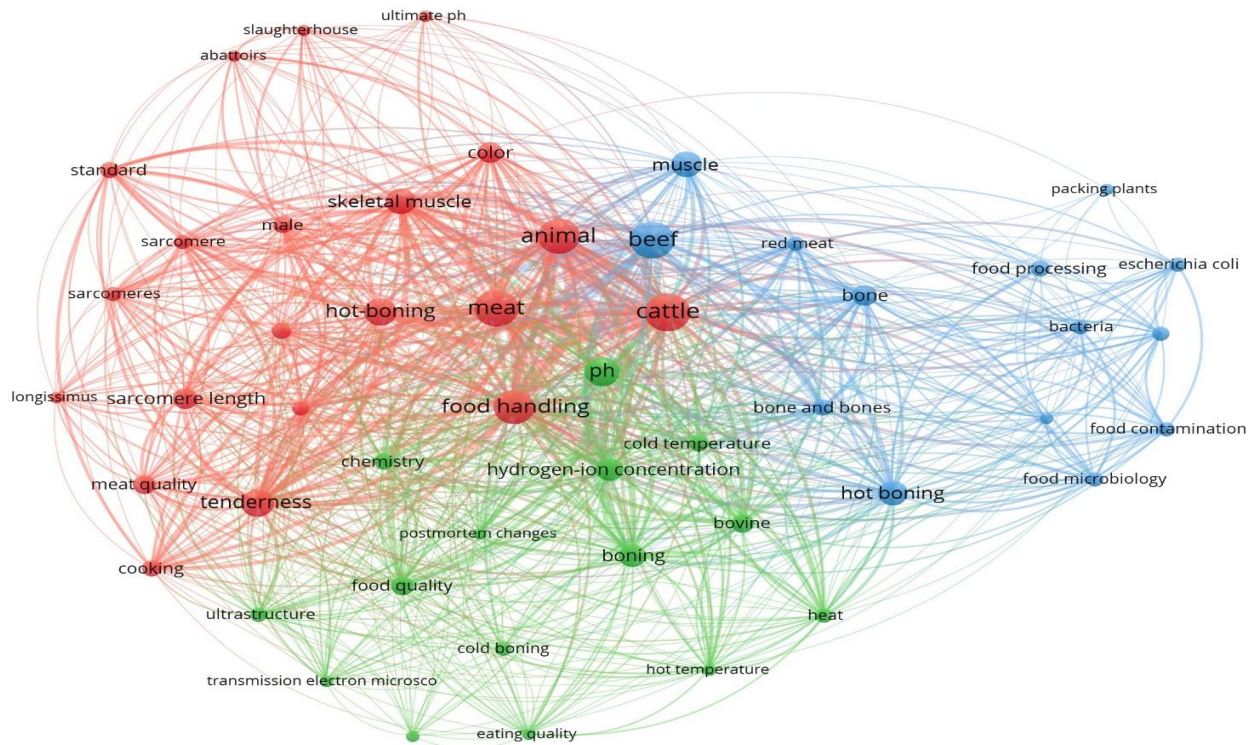 ultimate ph
slaughterhouse
abattoirs
color
muscle
standard
packing plants
skeletal muscle
male
animal
beef
sarcomere
red meat
escherichia coli
food processing
sarcomeres
hot-boning
meat
cattle
bone
bacteria
ph
longissimus
sarcomere length
food handling
bone and bones
food contamination
cold temperature
chemistry
hydrogen-ion concentration
meat quality
food microbiology
tenderness
hot boning
postmortem changes
bovine
boning
cooking
food quality
ultrastructure
heat
cold boning
hot temperature
transmission electron microsco
eating quality